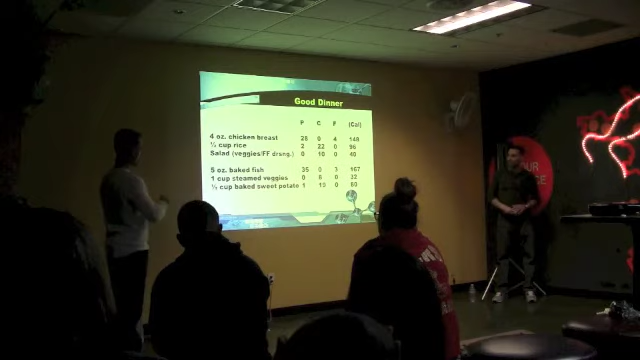 Good Dinner
P C F (Cal)
4 oz. chicken breast 28 0 4 148
½ cup rice 2 22 0 96
Salad (veggies/FF drsng.) 0 10 0 40
5 oz. baked fish 35 0 3 167
1 cup steamed veggies 0 8 0 32
½ cup baked sweet potato 1 10
OUR